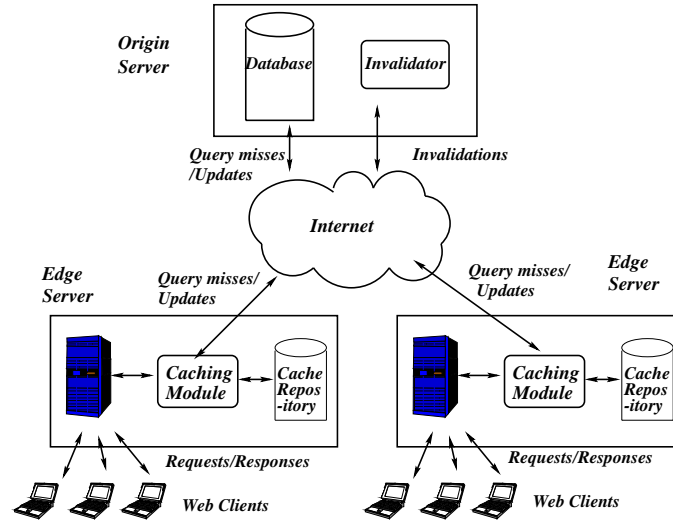 Origin
Server
Database
Invalidator
Query misses
/Updates
Invalidations
Internet
Edge
Server
Query misses/
Updates
Query misses/
Updates
Edge
Server
Caching
Module
Cache
Repos
-itory
Caching
Module
Cache
Repos
-itory
Requests/Responses
Requests/Responses
Web Clients
Web Clients